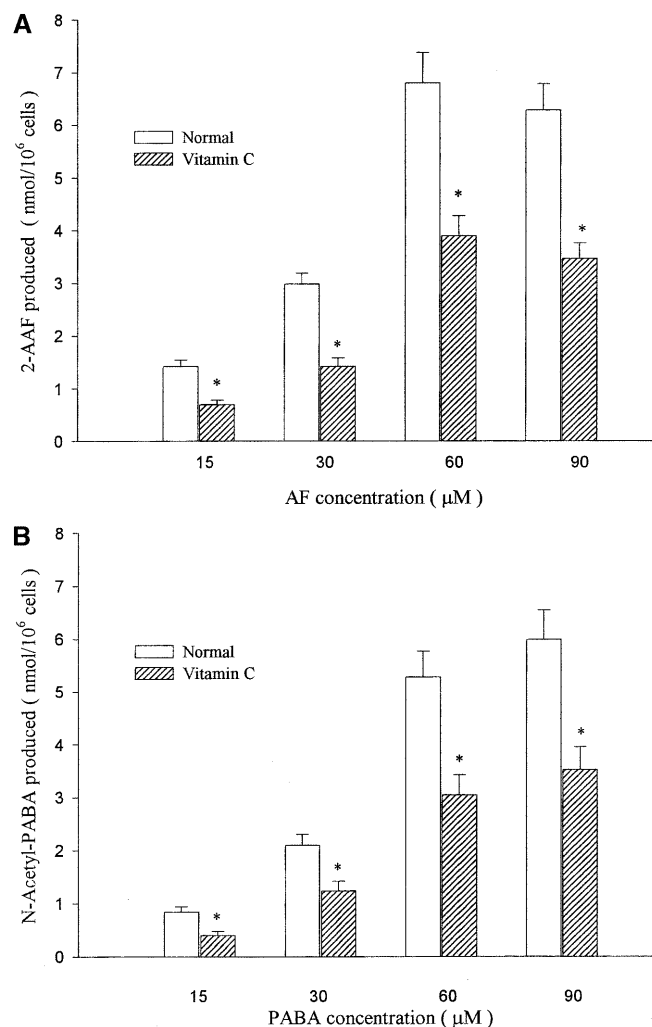 A
8
7
6
5
4
3
2
1
0
2-AAF produced ( nmol/10⁶ cells)
Normal
Vitamin C
*
*
*
*
15 30 60 90
AF concentration ( μM )
B
8
7
6
5
4
3
2
1
0
N-Acetyl-PABA produced ( nmol/10⁶ cells)
Normal
Vitamin C
*
*
*
*
15 30 60 90
PABA concentration ( μM )